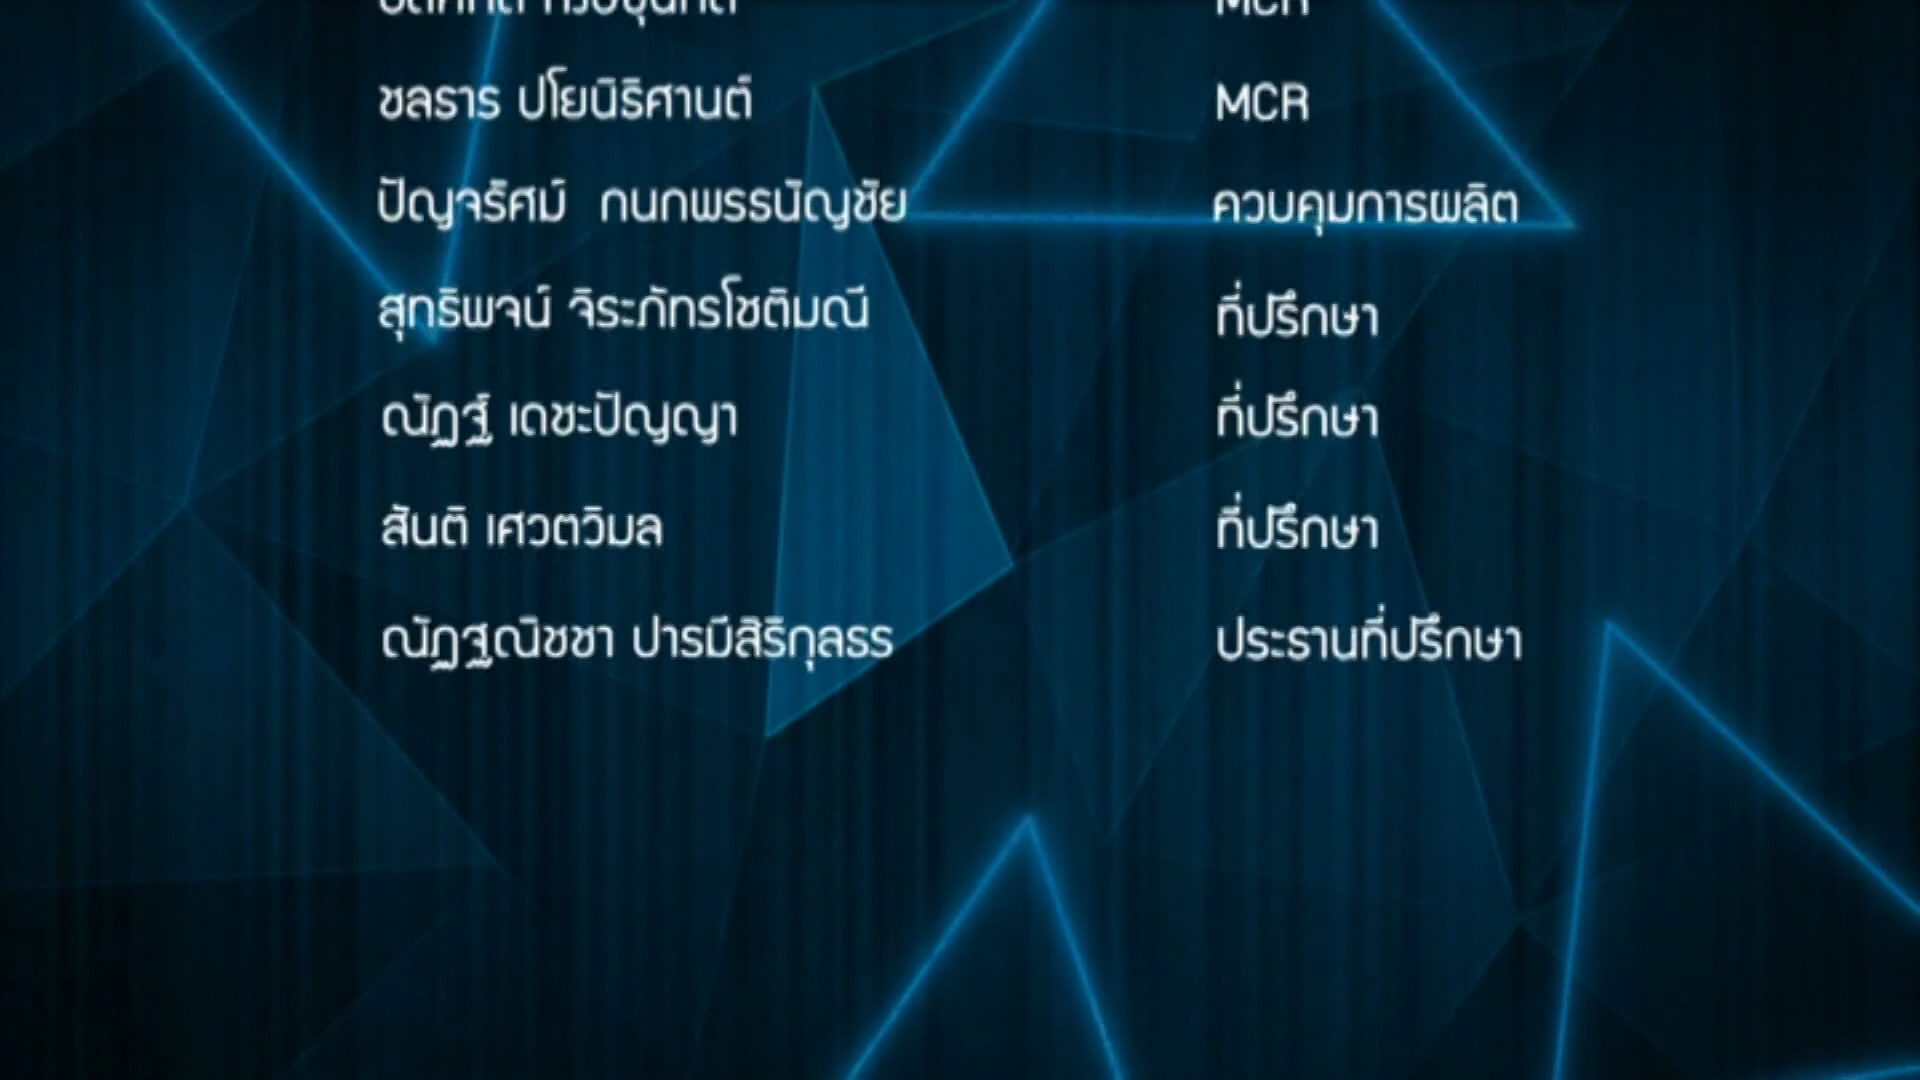 MCR
ชลธาร ปโยนิธิศานต์ MCR
ปัญจรัศม์ กนกพรรนัญชัย ควบคุมการผลิต
สุทธิพจน์ จิระภัทรโชติมณี ที่ปรึกษา
ณัฏฐ์ เดชะปัญญา ที่ปรึกษา
สันติ เศวตวิมล ที่ปรึกษา
ณัฏฐณิชชา ปารมีสิริกุลธร ประธานที่ปรึกษา